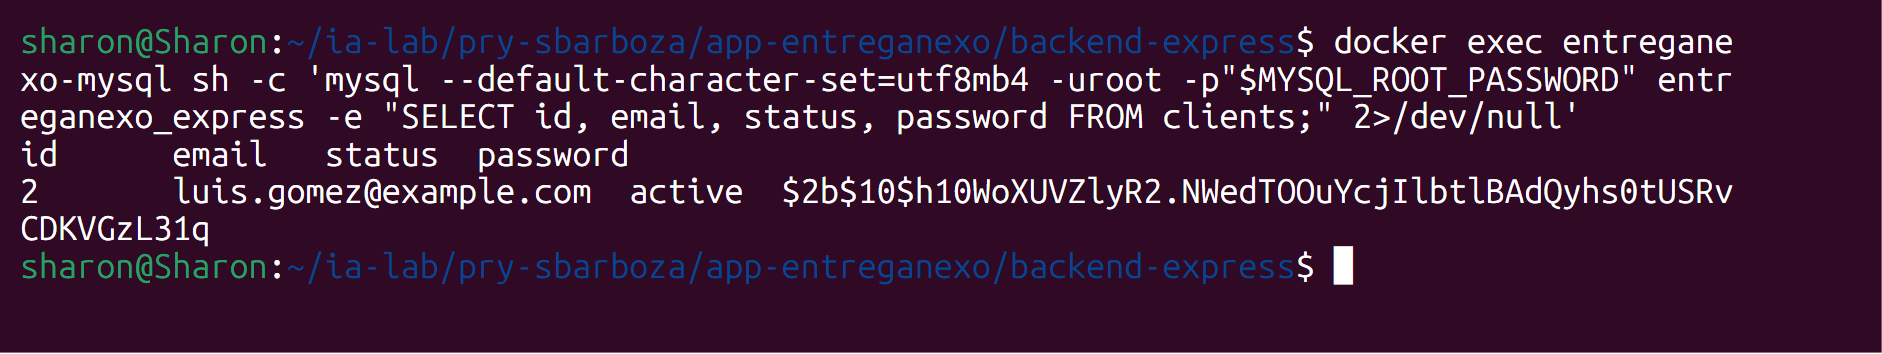 sharon@Sharon:~/ia-lab/pry-sbarboza/app-entreganexo/backend-express$ docker exec entregane
xo-mysql sh -c 'mysql --default-character-set=utf8mb4 -uroot -p"$MYSQL_ROOT_PASSWORD" entr
eganexo_express -e "SELECT id, email, status, password FROM clients;" 2>/dev/null'
id	email	status	password
2	luis.gomez@example.com	active	$2b$10$h10WoXUVZlyR2.NWedTOOuYcjIlbtlBAdQyhs0tUSRv
CDKVGzL31q
sharon@Sharon:~/ia-lab/pry-sbarboza/app-entreganexo/backend-express$